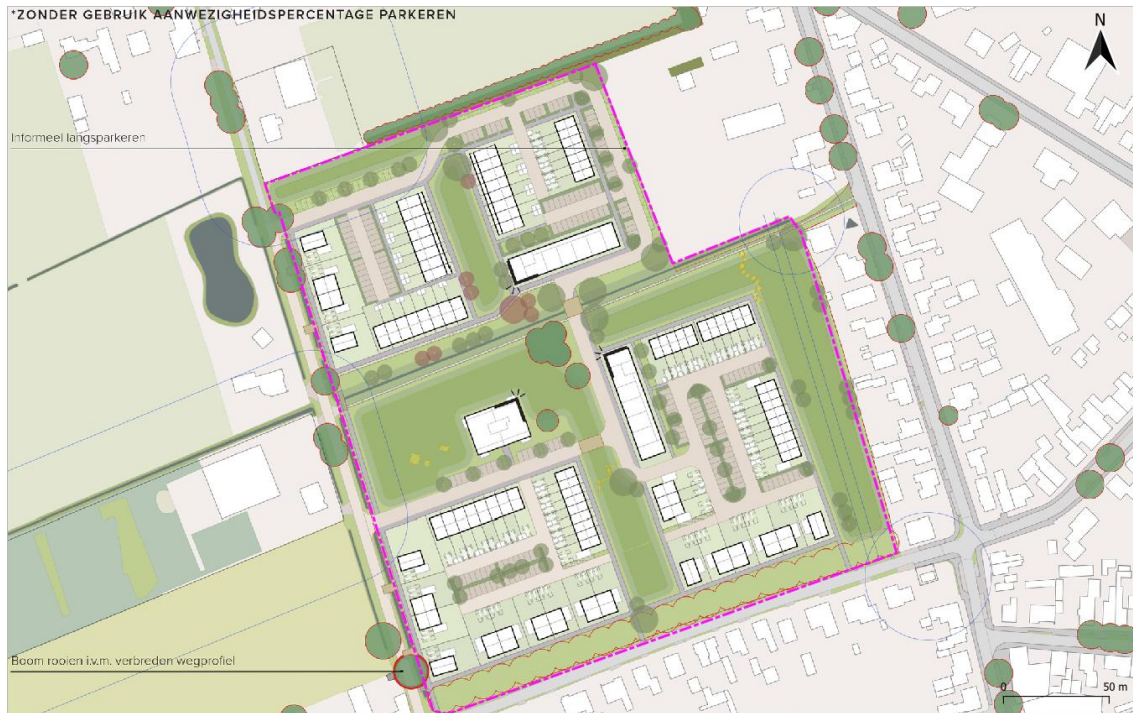 *ZONDER GEBRUIK AANWEZIGHEIDSPERCENTAGE PARKEREN
N
Informeel langsparkeren
Boom rooien i.v.m. verbreden wegprofiel
0 50 m